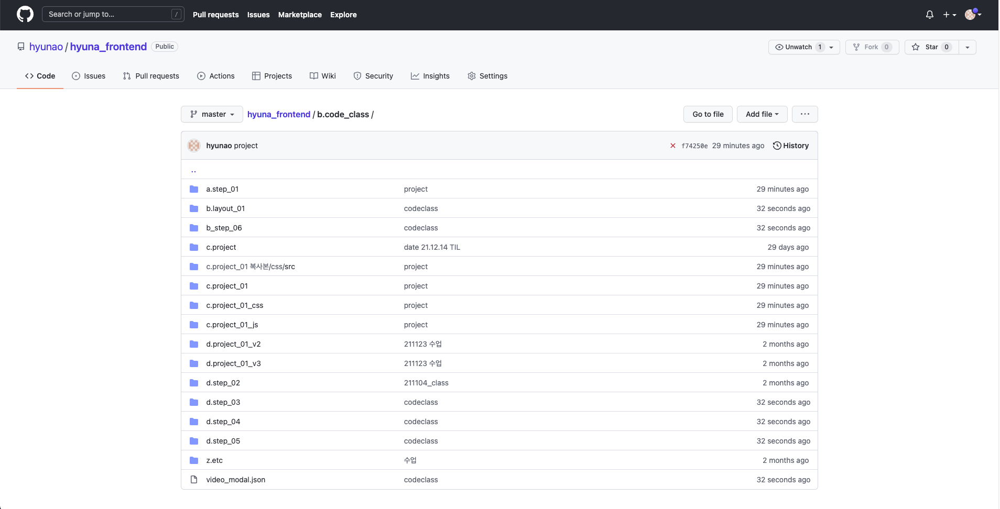 Search or jump to... / Pull requests Issues Marketplace Explore
hyunao / hyuna_frontend Public Unwatch 1 Fork 0 Star 0
Code Issues Pull requests Actions Projects Wiki Security Insights Settings
master hyuna_frontend / b.code_class / Go to file Add file ...
hyunao project f74250e 29 minutes ago History
..
a.step_01 project 29 minutes ago
b.layout_01 codeclass 32 seconds ago
b_step_06 codeclass 32 seconds ago
c.project date 21.12.14 TIL 29 days ago
c.project_01 복사본/css/src project 29 minutes ago
c.project_01 project 29 minutes ago
c.project_01_css project 29 minutes ago
c.project_01_js project 29 minutes ago
d.project_01_v2 211123 수업 2 months ago
d.project_01_v3 211123 수업 2 months ago
d.step_02 211104_class 2 months ago
d.step_03 codeclass 32 seconds ago
d.step_04 codeclass 32 seconds ago
d.step_05 codeclass 32 seconds ago
z.etc 수업 2 months ago
video_modal.json codeclass 32 seconds ago